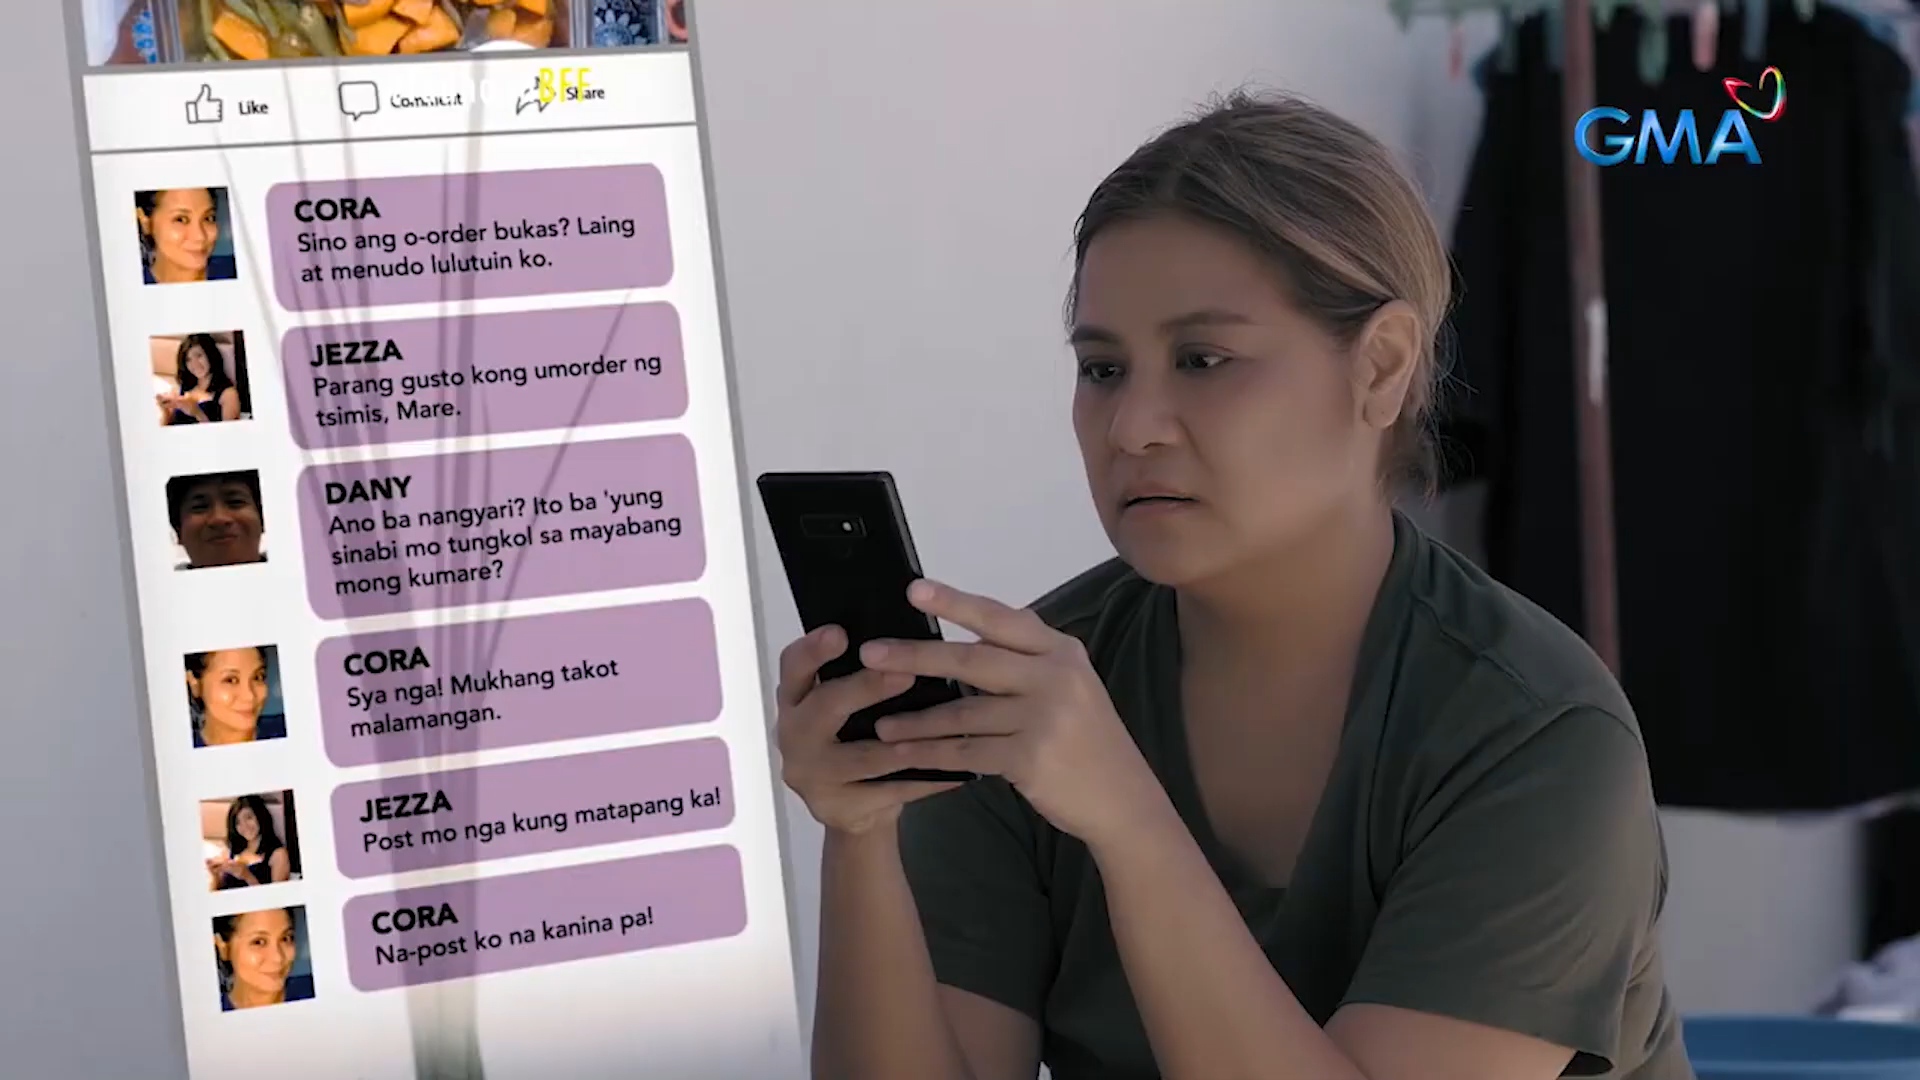 Like
Comment
BFF
Share
GMA
CORA
Sino ang o-order bukas? Laing
at menudo lulutuin ko.
JEZZA
Parang gusto kong umorder ng
tsimis, Mare.
DANY
Ano ba nangyari? Ito ba 'yung
sinabi mo tungkol sa mayabang
mong kumare?
CORA
Sya nga! Mukhang takot
malamangan.
JEZZA
Post mo nga kung matapang ka!
CORA
Na-post ko na kanina pa!